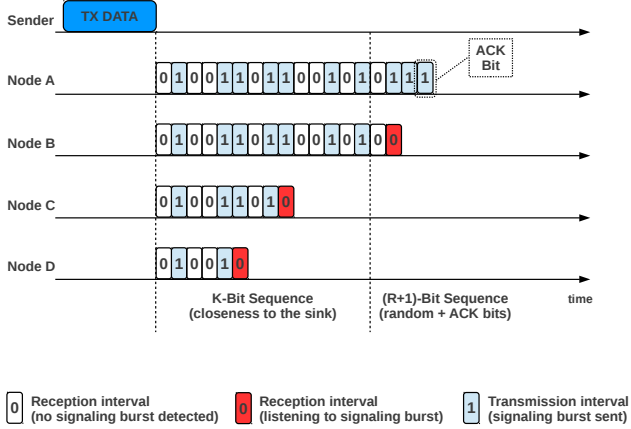 Sender
TX DATA
ACK
Bit
Node A
0 1 0 0 1 1 0 1 1 0 0 1 0 1 0 1 1 1
Node B
0 1 0 0 1 1 0 1 1 0 0 1 0 1 0 0
Node C
0 1 0 0 1 1 0 1 0
Node D
0 1 0 0 1 0
K-Bit Sequence
(closeness to the sink)
(R+1)-Bit Sequence
(random + ACK bits)
time
0
Reception interval
(no signaling burst detected)
0
Reception interval
(listening to signaling burst)
1
Transmission interval
(signaling burst sent)